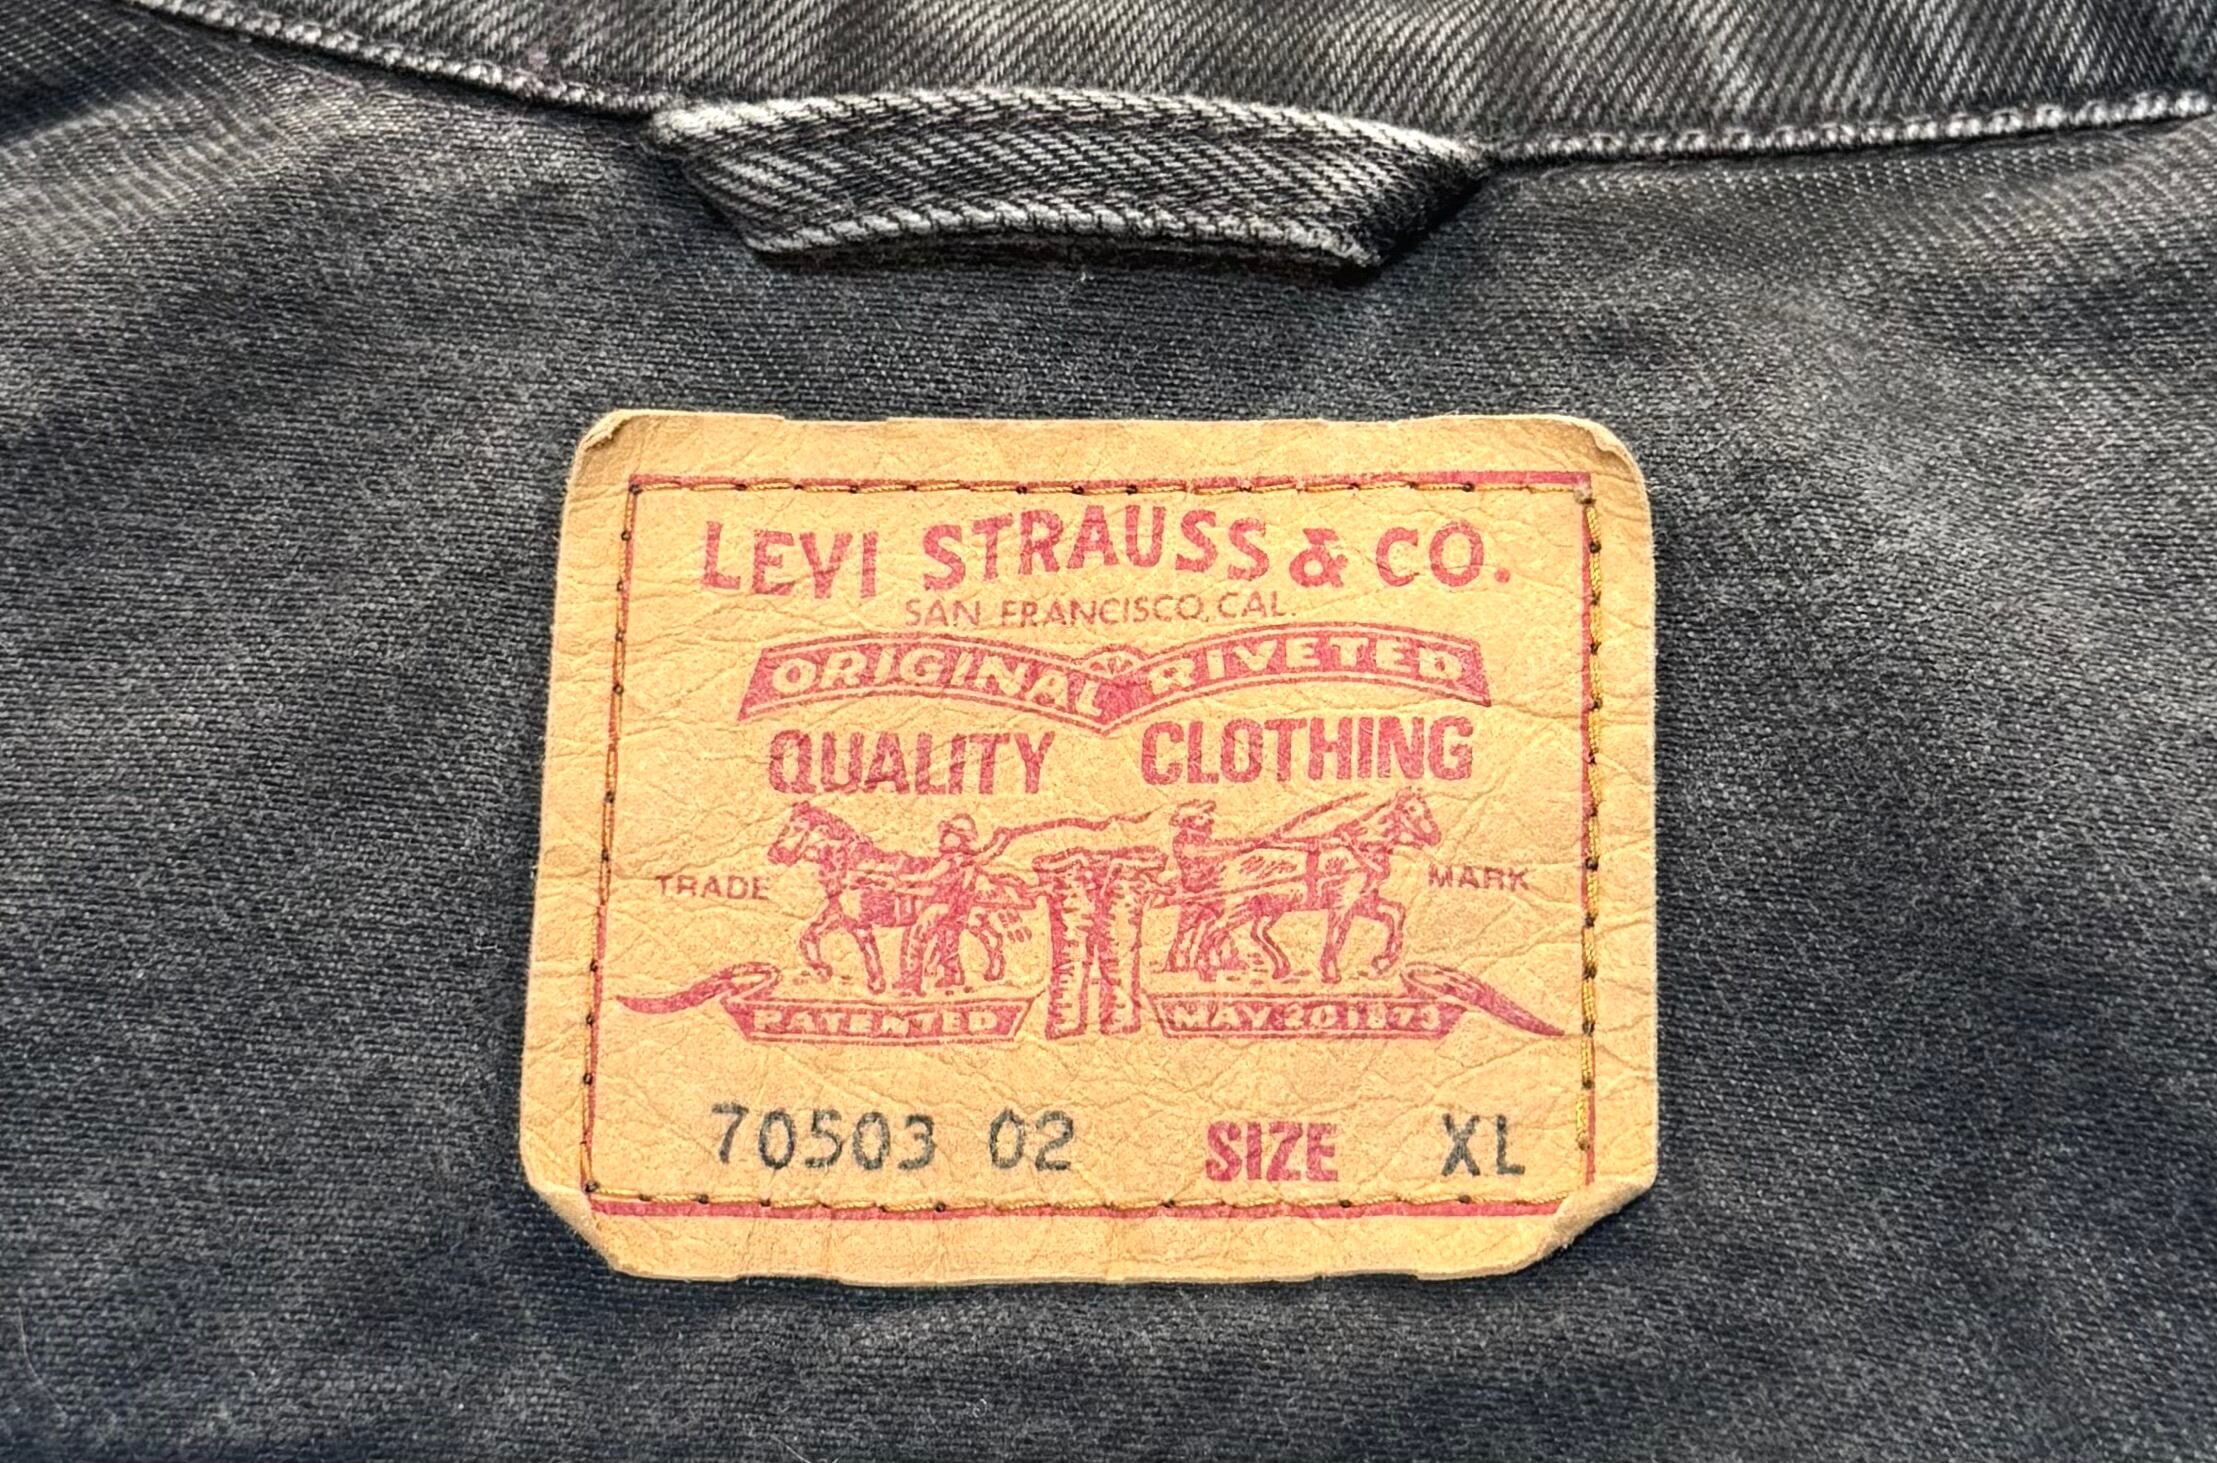 LEVI STRAUSS & CO.
SAN FRANCISCO, CAL.
ORIGINAL RIVETED
QUALITY CLOTHING
TRADE MARK
PATENTED MAY 20 1873
70503 02 SIZE XL